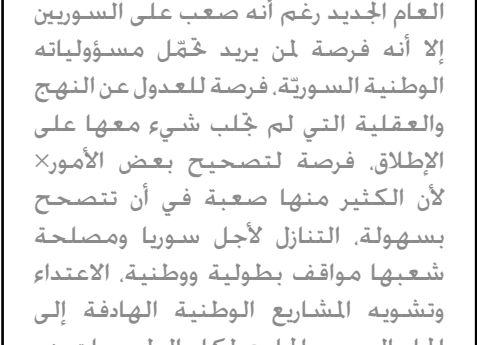 العام الجديد رغم أنه صعب على السوريين
إلا أنه فرصة لمن يريد تحمّل مسؤولياته
الوطنية السوريّة، فرصة للعدول عن النهج
والعقلية التي لم تجلب شيء معها على
الإطلاق، فرصة لتصحيح بعض الأمور×
لأن الكثير منها صعبة في أن تتصحح
بسهولة، التنازل لأجل سوريا ومصلحة
شعبها مواقف بطولية ووطنية، الاعتداء
وتشويه المشاريع الوطنية الهادفة إلى